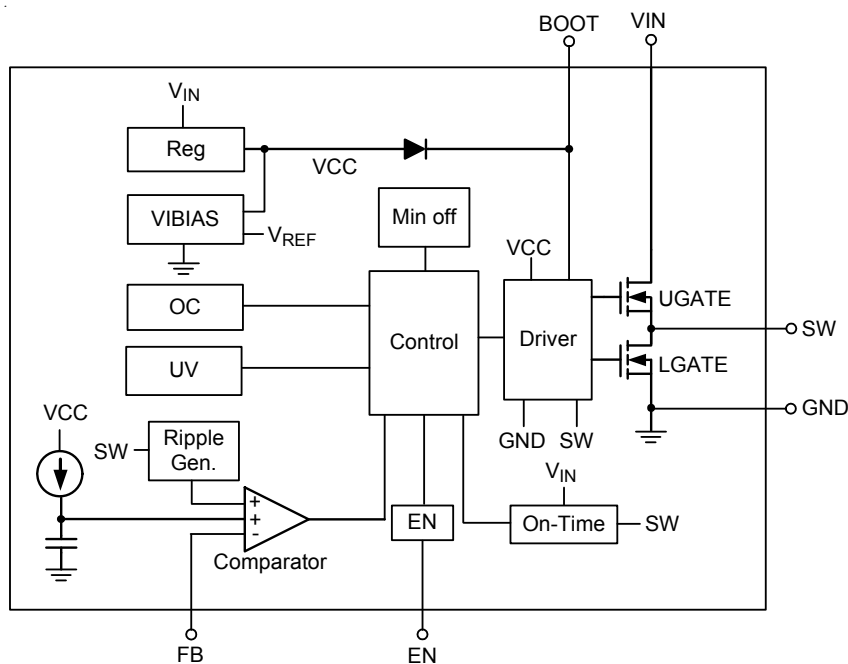 BOOT VIN
VIN
Reg
VCC
VIBIAS
VREF
Min off
VCC
OC
UV
Control
Driver
UGATE
SW
LGATE
GND
GND SW
VCC
SW
Ripple
Gen.
+
+
-
Comparator
EN
VIN
On-Time
SW
FB
EN